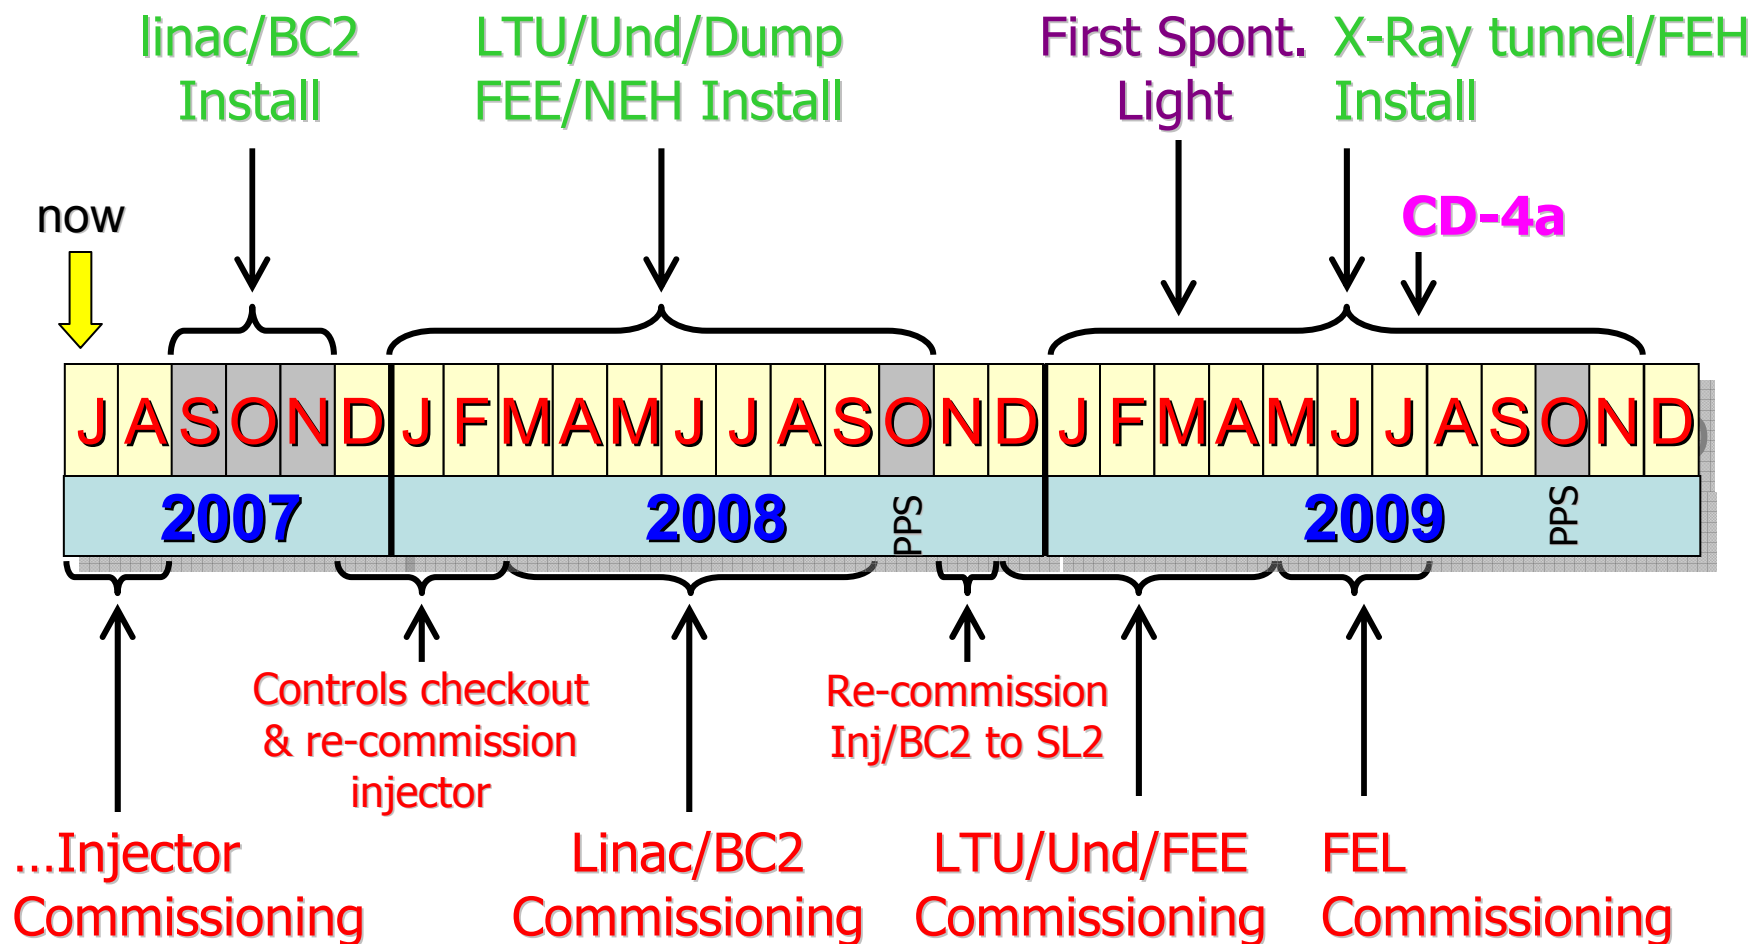 linac/BC2
Install
LTU/Und/Dump
FEE/NEH Install
First Spont.
Light
X-Ray tunnel/FEH
Install
now
CD-4a
J A S O N D J F M A M J J A S O N D J F M A M J J A S O N D
2007 2008 PPS 2009 PPS
Controls checkout
& re-commission
injector
Re-commission
Inj/BC2 to SL2
...Injector
Commissioning
Linac/BC2
Commissioning
LTU/Und/FEE
Commissioning
FEL
Commissioning